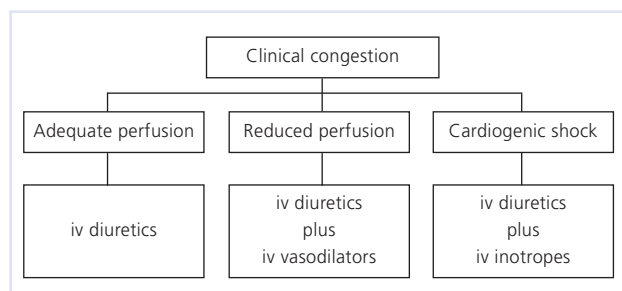 Clinical congestion
Adequate perfusion
Reduced perfusion
Cardiogenic shock
iv diuretics
iv diuretics
plus
iv vasodilators
iv diuretics
plus
iv inotropes